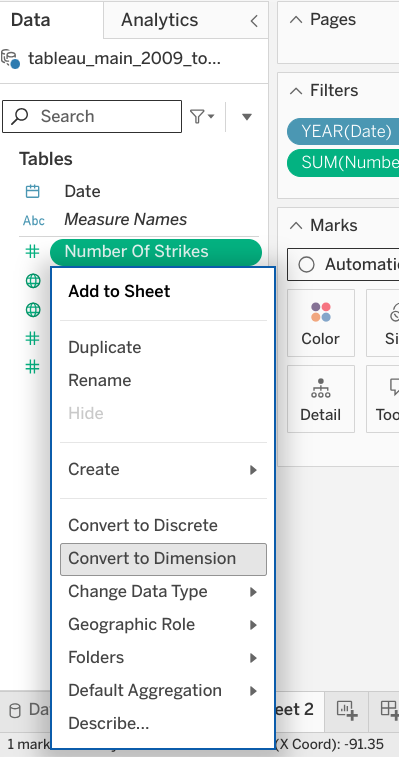 Data
Analytics
Pages
tableau_main_2009_to...
Filters
Search
YEAR(Date)
Tables
SUM(Numbe
Date
Abc
Measure Names
Marks
Number Of Strikes
Automatic
Add to Sheet
Color
Duplicate
Rename
Hide
Detail
Create
Convert to Discrete
Convert to Dimension
Change Data Type
Geographic Role
Folders
Default Aggregation
Describe...
Da
eet 2
1 mark
(X Coord): -91.35